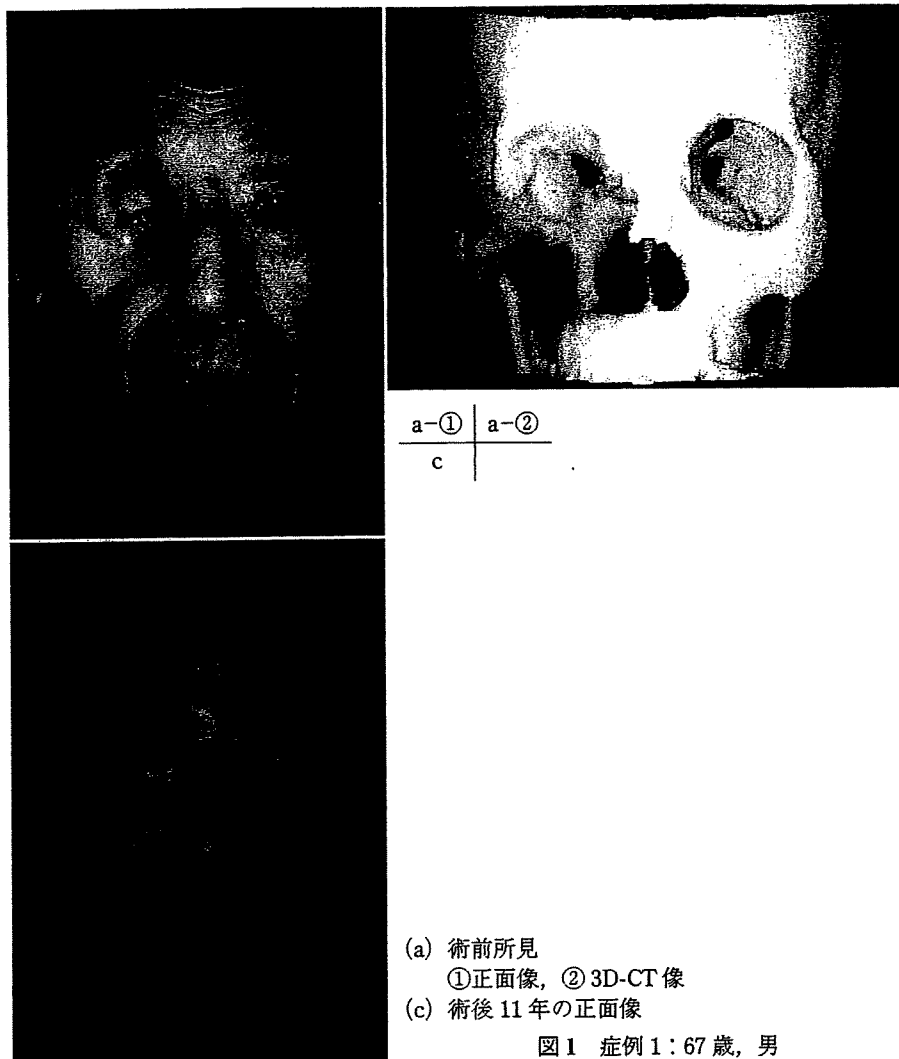 a-① a-②
c
(a) 術前所見
①正面像, ② 3D-CT 像
(c) 術後 11 年の正面像
図 1 症例 1：67 歳，男